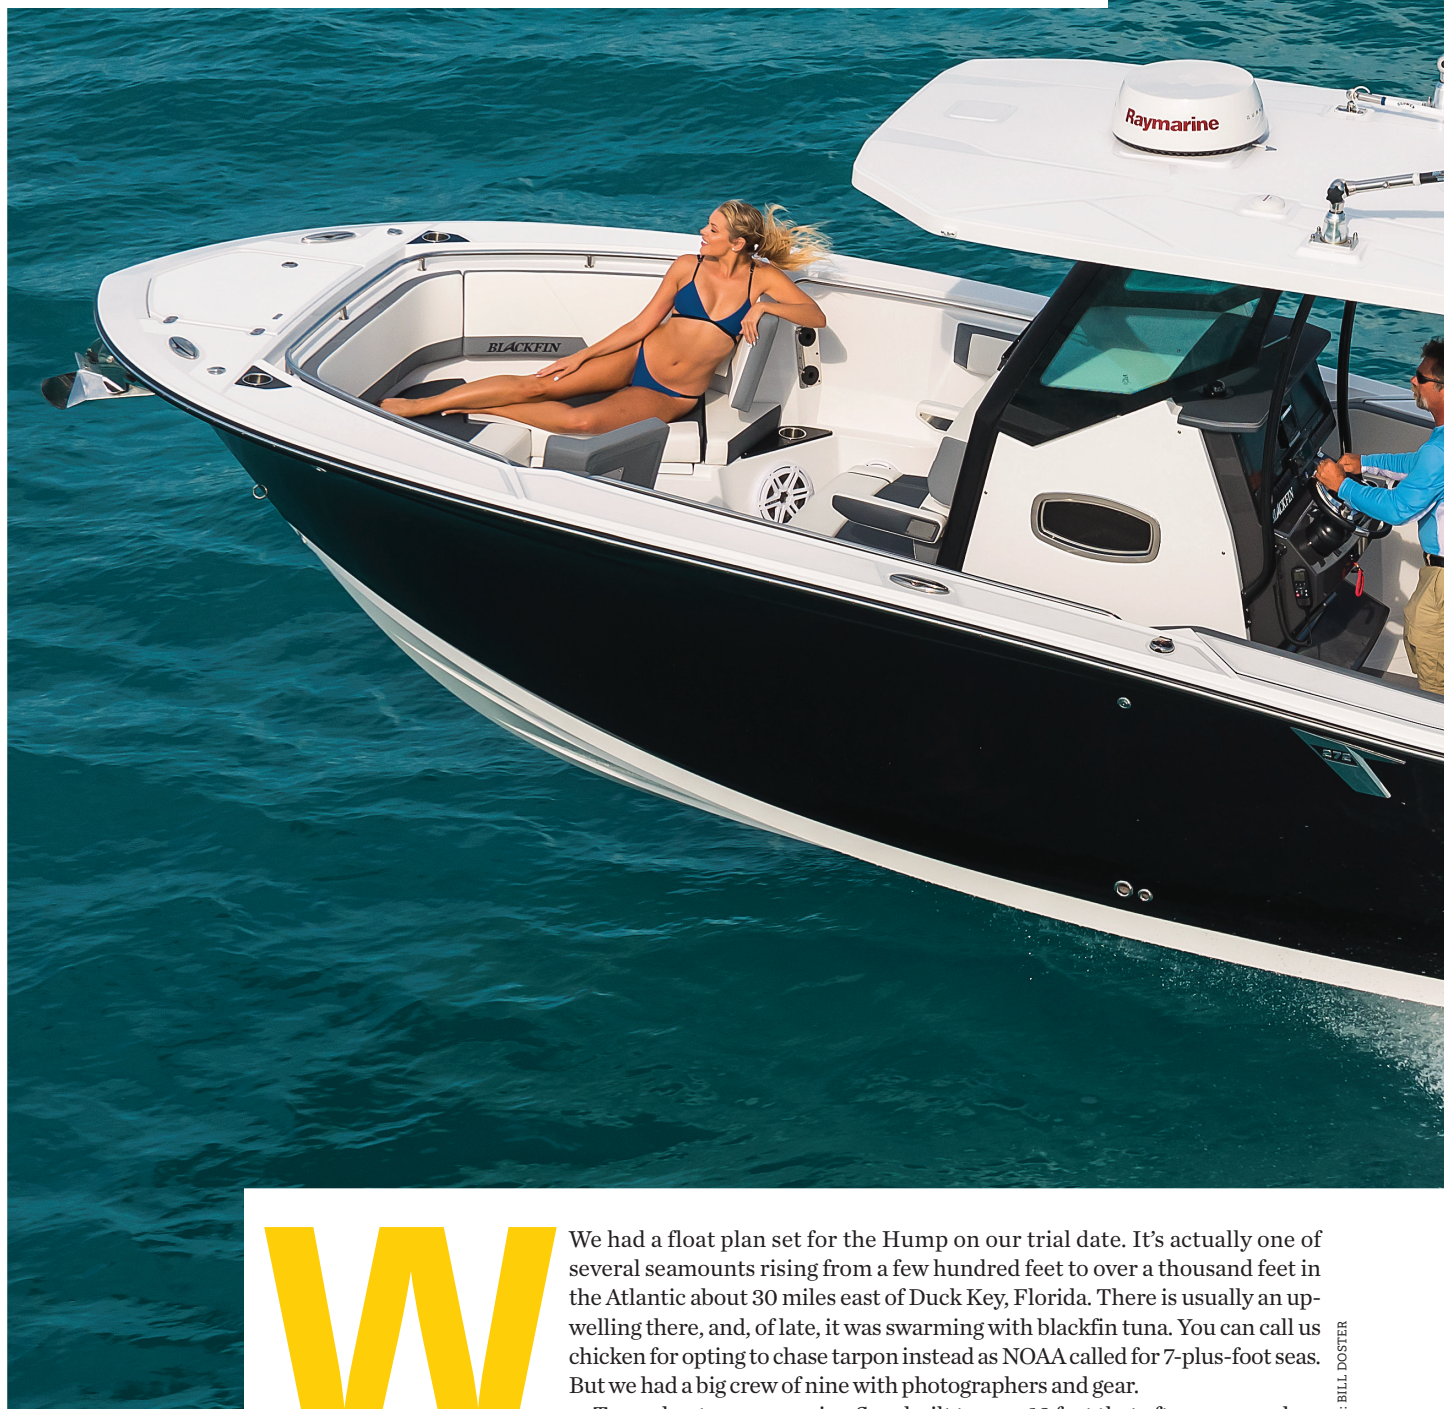 Raymarine
BLACKFIN
BLACKFIN
272
We had a float plan set for the Hump on our trial date. It’s actually one of
several seamounts rising from a few hundred feet to over a thousand feet in
the Atlantic about 30 miles east of Duck Key, Florida. There is usually an up-
welling there, and, of late, it was swarming with blackfin tuna. You can call us
chicken for opting to chase tarpon instead as NOAA called for 7-plus-foot seas.
But we had a big crew of nine with photographers and gear.
W
BILL DOSTER